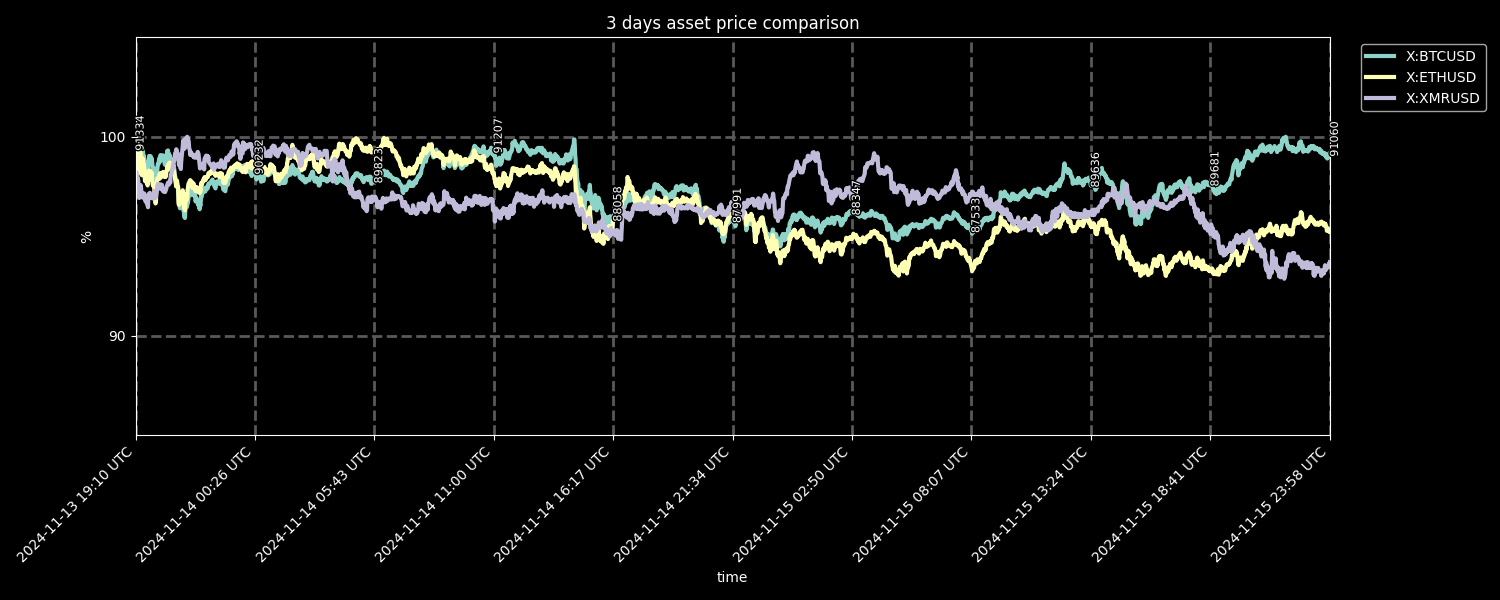 3 days asset price comparison
X:BTCUSD
X:ETHUSD
X:XMRUSD
100
90
%
91334
90232
89823
91207
88058
87991
88347
87533
89636
89681
91060
2024-11-13 19:10 UTC
2024-11-14 00:26 UTC
2024-11-14 05:43 UTC
2024-11-14 11:00 UTC
2024-11-14 16:17 UTC
2024-11-14 21:34 UTC
2024-11-15 02:50 UTC
2024-11-15 08:07 UTC
2024-11-15 13:24 UTC
2024-11-15 18:41 UTC
2024-11-15 23:58 UTC
time